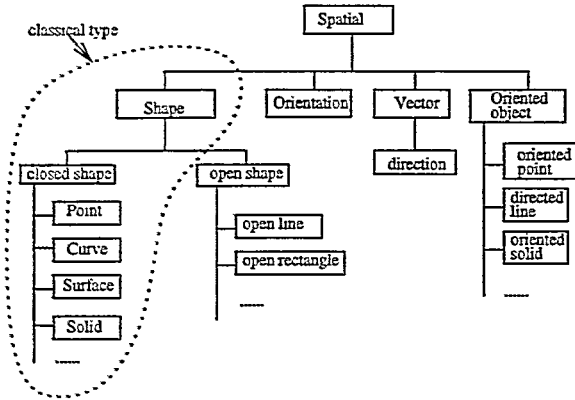 Spatial
classical type
Shape
Orientation
Vector
Oriented
object
closed shape
open shape
direction
oriented
point
directed
line
oriented
solid
Point
Curve
Surface
Solid
open line
open rectangle